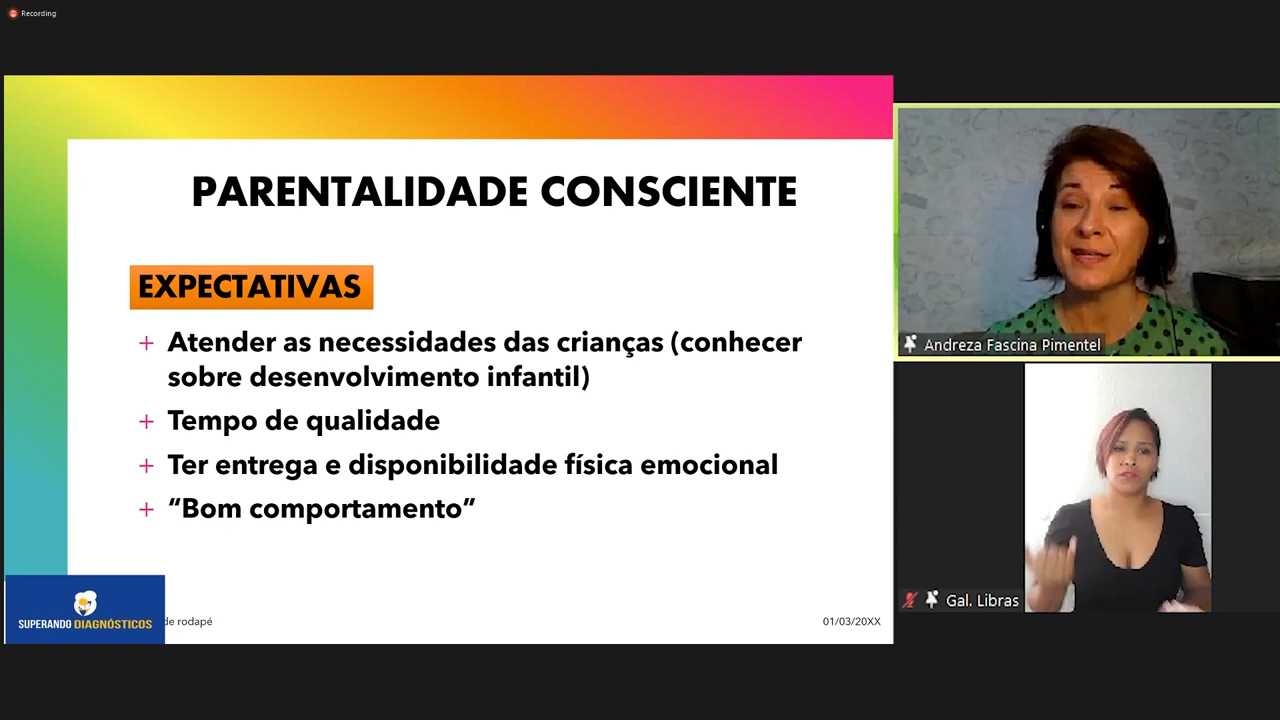 Recording
PARENTALIDADE CONSCIENTE
EXPECTATIVAS
+ Atender as necessidades das crianças (conhecer
sobre desenvolvimento infantil)
+ Tempo de qualidade
+ Ter entrega e disponibilidade física emocional
+ “Bom comportamento”
SUPERANDO DIAGNÓSTICOS
de rodapé
01/03/20XX
Andreza Fascina Pimentel
Gal. Libras